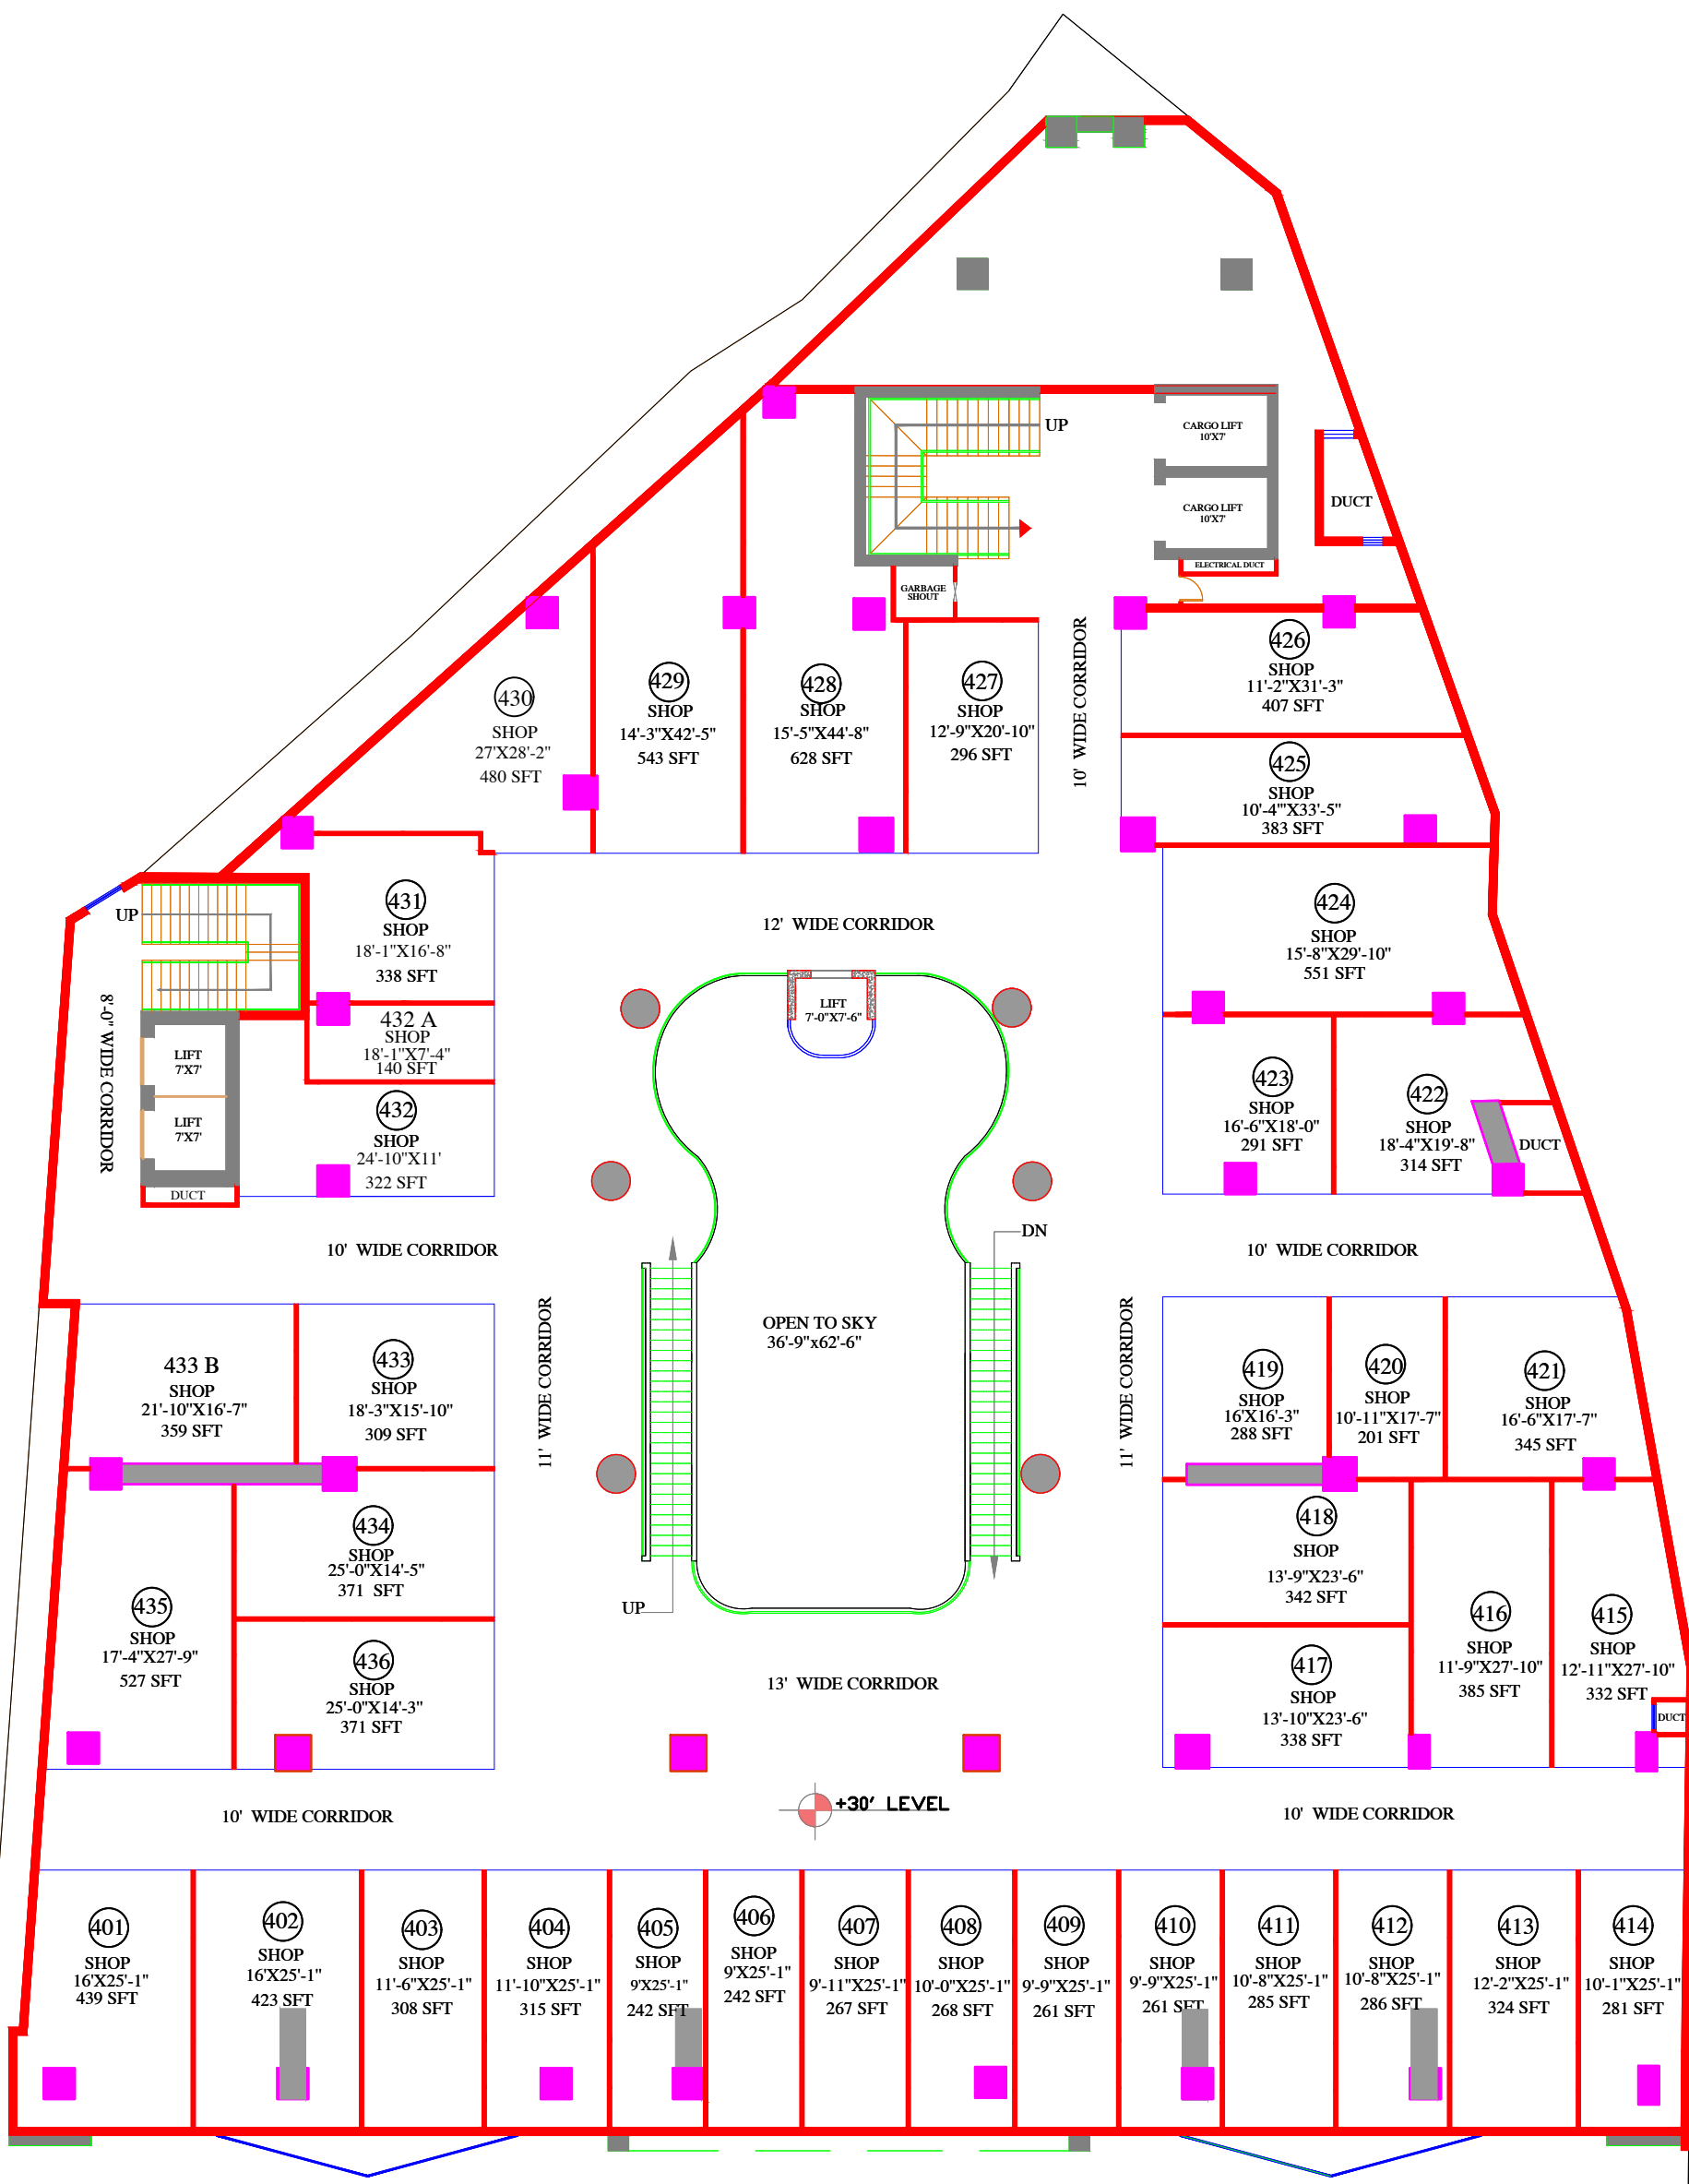 UP
CARGO LIFT
10'X7'
CARGO LIFT
10'X7'
DUCT
ELECTRICAL DUCT
GARBAGE
SHOUT
10' WIDE CORRIDOR
426
SHOP
11'-2"X31'-3"
407 SFT
430
SHOP
27'X28'-2"
480 SFT
429
SHOP
14'-3"X42'-5"
543 SFT
428
SHOP
15'-5"X44'-8"
628 SFT
427
SHOP
12'-9"X20'-10"
296 SFT
425
SHOP
10'-4'"X33'-5"
383 SFT
UP
431
SHOP
18'-1"X16'-8"
338 SFT
12' WIDE CORRIDOR
424
SHOP
15'-8"X29'-10"
551 SFT
8'-0" WIDE CORRIDOR
LIFT
7'X7'
LIFT
7'X7'
DUCT
432 A
SHOP
18'-1"X7'-4"
140 SFT
432
SHOP
24'-10"X11'
322 SFT
LIFT
7'-0"X7'-6"
423
SHOP
16'-6"X18'-0"
291 SFT
422
SHOP
18'-4"X19'-8"
314 SFT
DUCT
10' WIDE CORRIDOR
DN
10' WIDE CORRIDOR
11' WIDE CORRIDOR
OPEN TO SKY
36'-9"x62'-6"
11' WIDE CORRIDOR
433 B
SHOP
21'-10"X16'-7"
359 SFT
433
SHOP
18'-3"X15'-10"
309 SFT
419
SHOP
16'X16'-3"
288 SFT
420
SHOP
10'-11"X17'-7"
201 SFT
421
SHOP
16'-6"X17'-7"
345 SFT
434
SHOP
25'-0"X14'-5"
371 SFT
418
SHOP
13'-9"X23'-6"
342 SFT
435
SHOP
17'-4"X27'-9"
527 SFT
UP
416
SHOP
11'-9"X27'-10"
385 SFT
415
SHOP
12'-11"X27'-10"
332 SFT
DUCT
436
SHOP
25'-0"X14'-3"
371 SFT
13' WIDE CORRIDOR
417
SHOP
13'-10"X23'-6"
338 SFT
+30' LEVEL
10' WIDE CORRIDOR
10' WIDE CORRIDOR
401
SHOP
16'X25'-1"
439 SFT
402
SHOP
16'X25'-1"
423 SFT
403
SHOP
11'-6"X25'-1"
308 SFT
404
SHOP
11'-10"X25'-1"
315 SFT
405
SHOP
9'X25'-1"
242 SFT
406
SHOP
9'X25'-1"
242 SFT
407
SHOP
9'-11"X25'-1"
267 SFT
408
SHOP
10'-0"X25'-1"
268 SFT
409
SHOP
9'-9"X25'-1"
261 SFT
410
SHOP
9'-9"X25'-1"
261 SFT
411
SHOP
10'-8"X25'-1"
285 SFT
412
SHOP
10'-8"X25'-1"
286 SFT
413
SHOP
12'-2"X25'-1"
324 SFT
414
SHOP
10'-1"X25'-1"
281 SFT